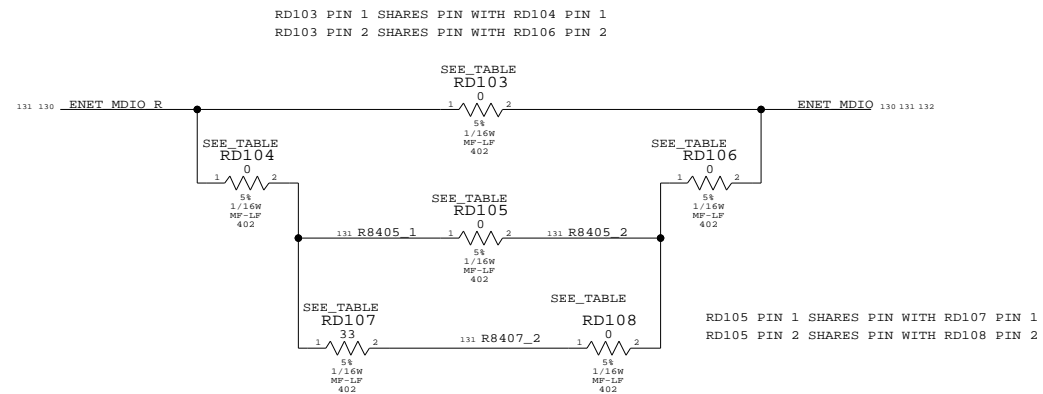 RD103 PIN 1 SHARES PIN WITH RD104 PIN 1
RD103 PIN 2 SHARES PIN WITH RD106 PIN 2
SEE_TABLE
RD103
0
131 130 ENET_MDIO_R
1 2
ENET_MDIO 130 131 132
5%
1/16W
MF-LF
402
SEE_TABLE
RD104
0
1 2
5%
1/16W
MF-LF
402
SEE_TABLE
RD106
0
1 2
5%
1/16W
MF-LF
402
SEE_TABLE
RD105
0
131 R8405_1
1 2
131 R8405_2
5%
1/16W
MF-LF
402
SEE_TABLE
RD107
33
1 2
5%
1/16W
MF-LF
402
131 R8407_2
SEE_TABLE
RD108
0
1 2
5%
1/16W
MF-LF
402
RD105 PIN 1 SHARES PIN WITH RD107 PIN 1
RD105 PIN 2 SHARES PIN WITH RD108 PIN 2